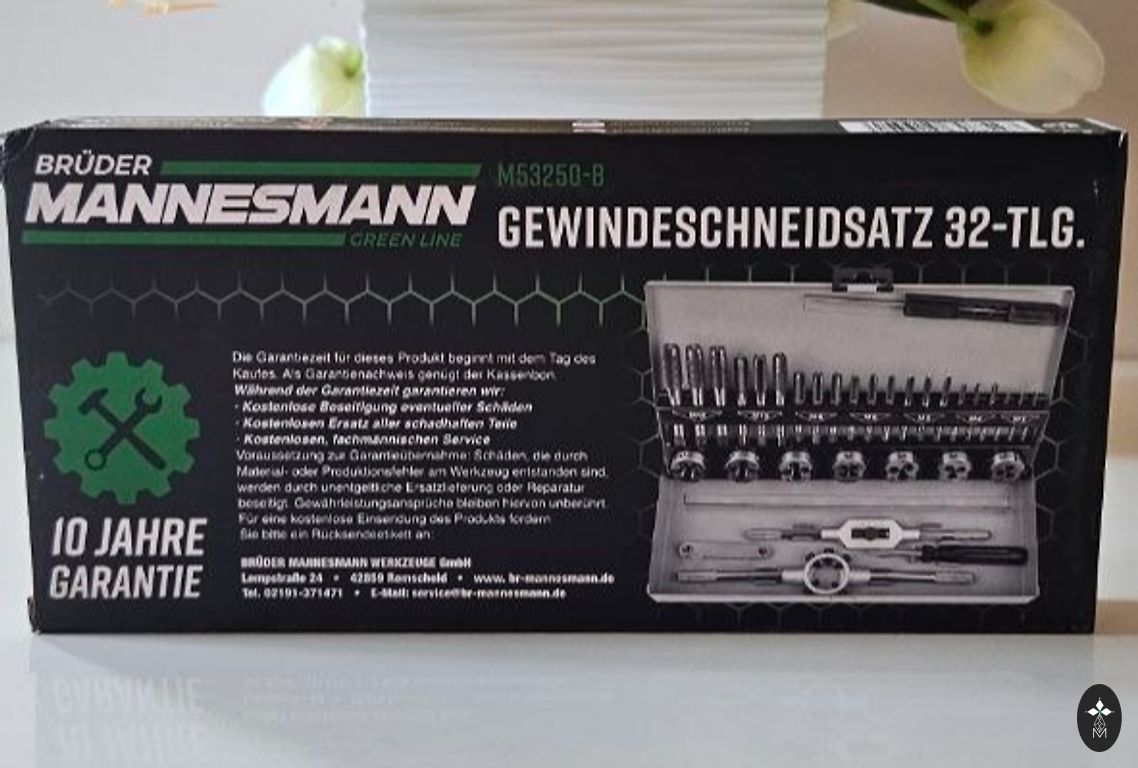 BRÜDER
MANNESMANN
GREEN LINE
M53250-B
GEWINDESCHNEIDSATZ 32-TLG.
Die Garantiezeit für dieses Produkt beginnt mit dem Tag des
Kaufes. Als Garantienachweis genügt der Kassenbon.
Während der Garantiezeit garantieren wir:
· Kostenlose Beseitigung eventueller Schäden
· Kostenlosen Ersatz aller schadhaften Teile
· Kostenlosen, fachmännischen Service
Voraussetzung zur Garantieübernahme: Schäden, die durch
Material- oder Produktionsfehler am Werkzeug entstanden sind,
werden durch unentgeltliche Ersatzlieferung oder Reparatur
beseitigt. Gewährleistungsansprüche bleiben hiervon unberührt.
Für eine kostenlose Einsendung des Produkts fordern
Sie bitte ein Rücksendeetikett an:
BRÜDER MANNESMANN WERKZEUGE GmbH
Lempstraße 24 • 42859 Remscheid • www.br-mannesmann.de
Tel. 02191-371471 • E-Mail: service@br-mannesmann.de
10 JAHRE
GARANTIE
M